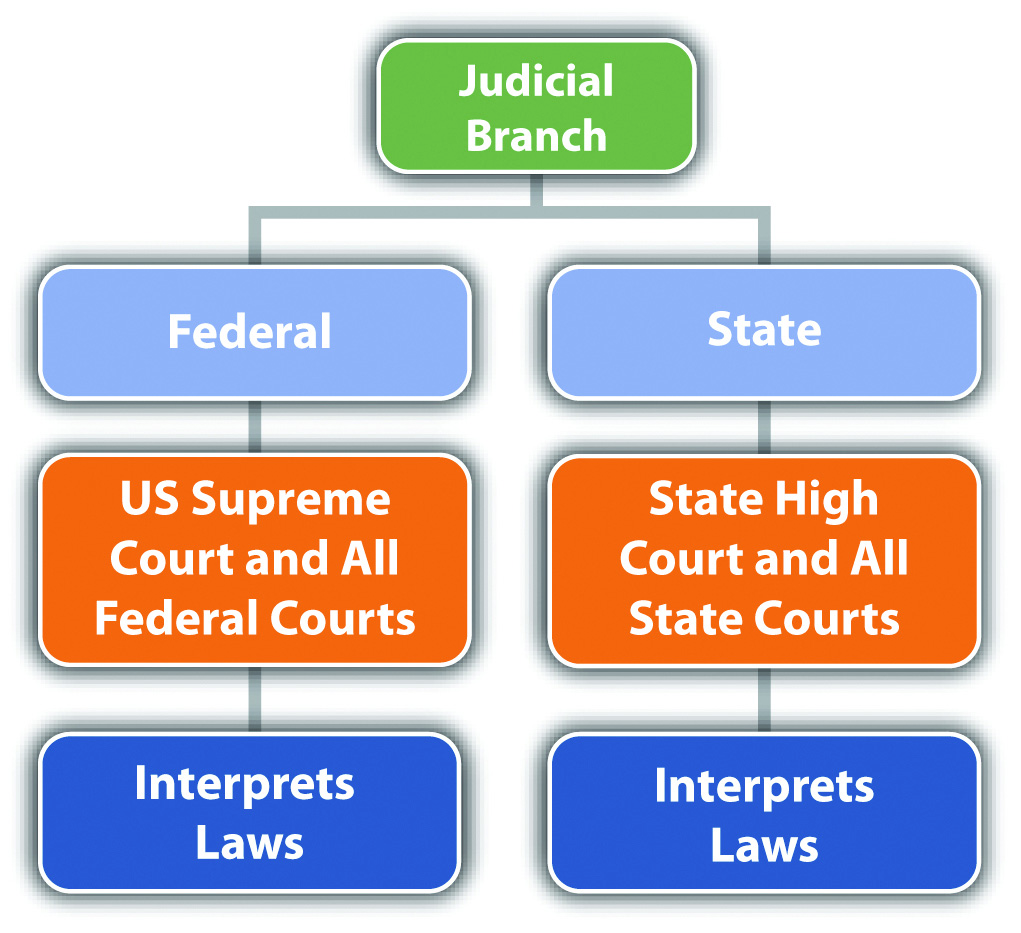 Judicial
Branch
Federal
State
US Supreme
Court and All
Federal Courts
State High
Court and All
State Courts
Interprets
Laws
Interprets
Laws